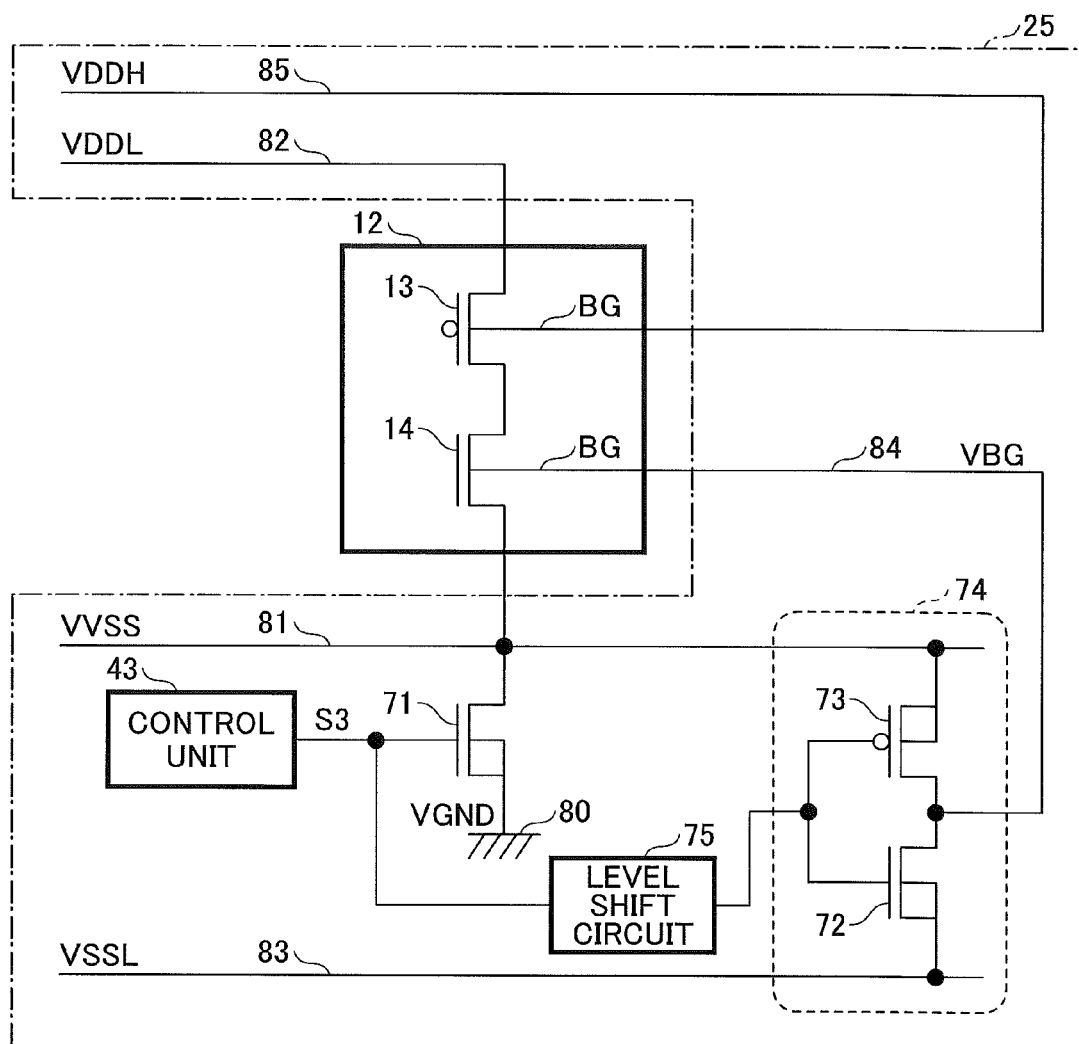 25
VDDH 85
VDDL 82
12
13
BG
14
BG
84 VBG
74
VVSS 81
43
CONTROL
UNIT
S3
71
73
VGND 80
75
LEVEL
SHIFT
CIRCUIT
72
VSSL 83